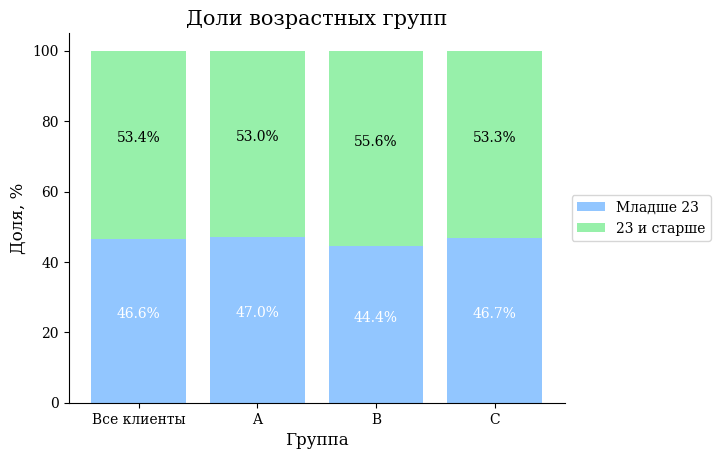 Доли возрастных групп
100
80
60
40
20
0
Доля, %
53.4%
53.0%
55.6%
53.3%
46.6%
47.0%
44.4%
46.7%
Все клиенты
A
B
C
Группа
Младше 23
23 и старше